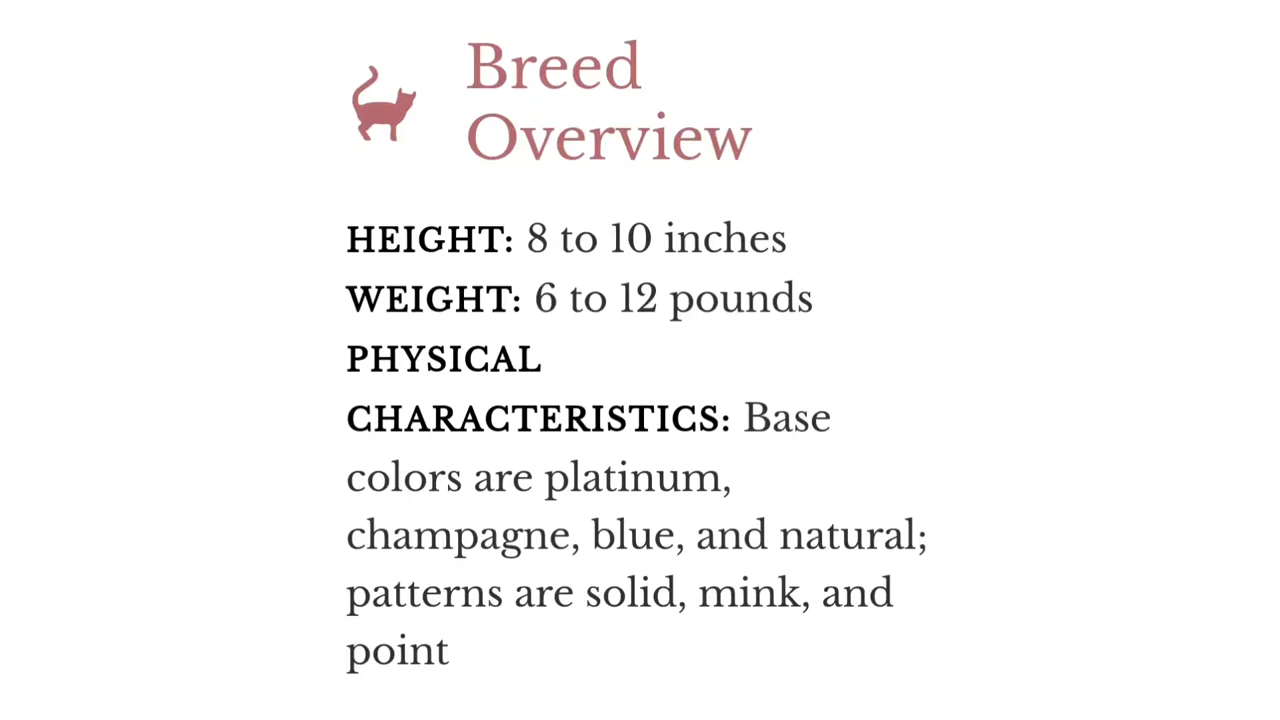 Breed
Overview
HEIGHT: 8 to 10 inches
WEIGHT: 6 to 12 pounds
PHYSICAL
CHARACTERISTICS: Base
colors are platinum,
champagne, blue, and natural;
patterns are solid, mink, and
point